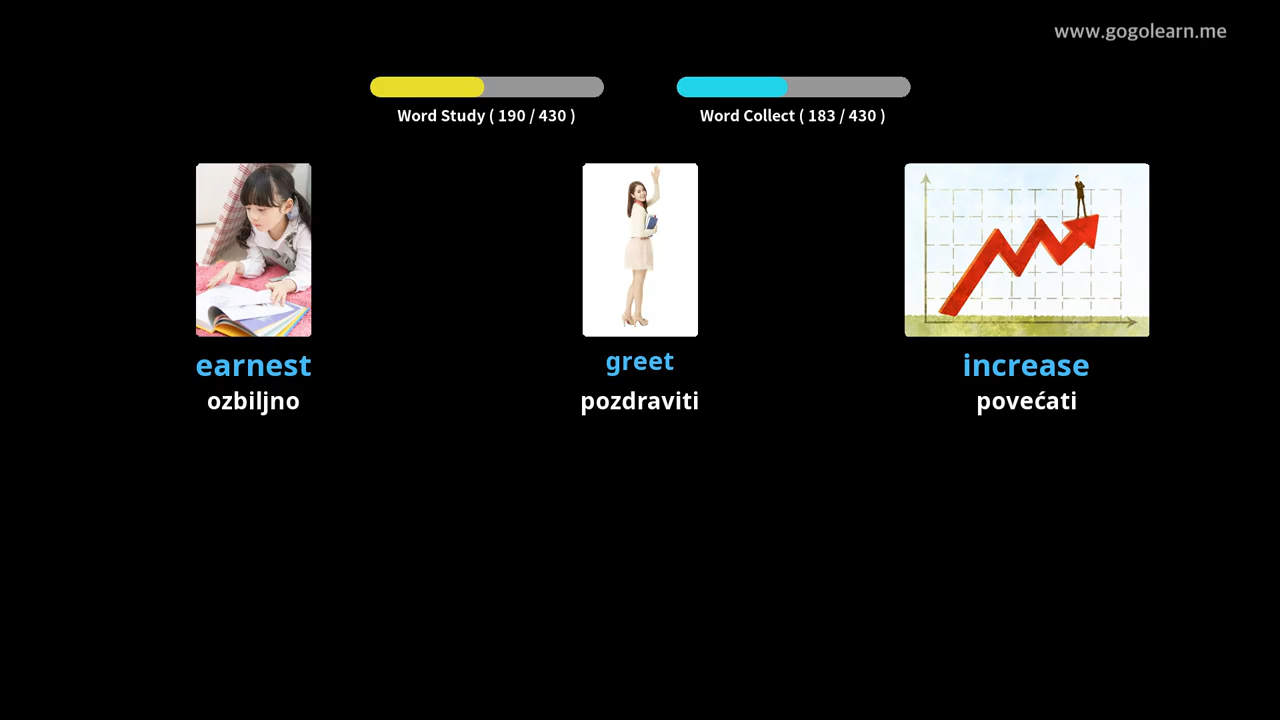 www.gogolearn.me
Word Study ( 190 / 430 )
Word Collect ( 183 / 430 )
earnest
ozbiljno
greet
pozdraviti
increase
povećati